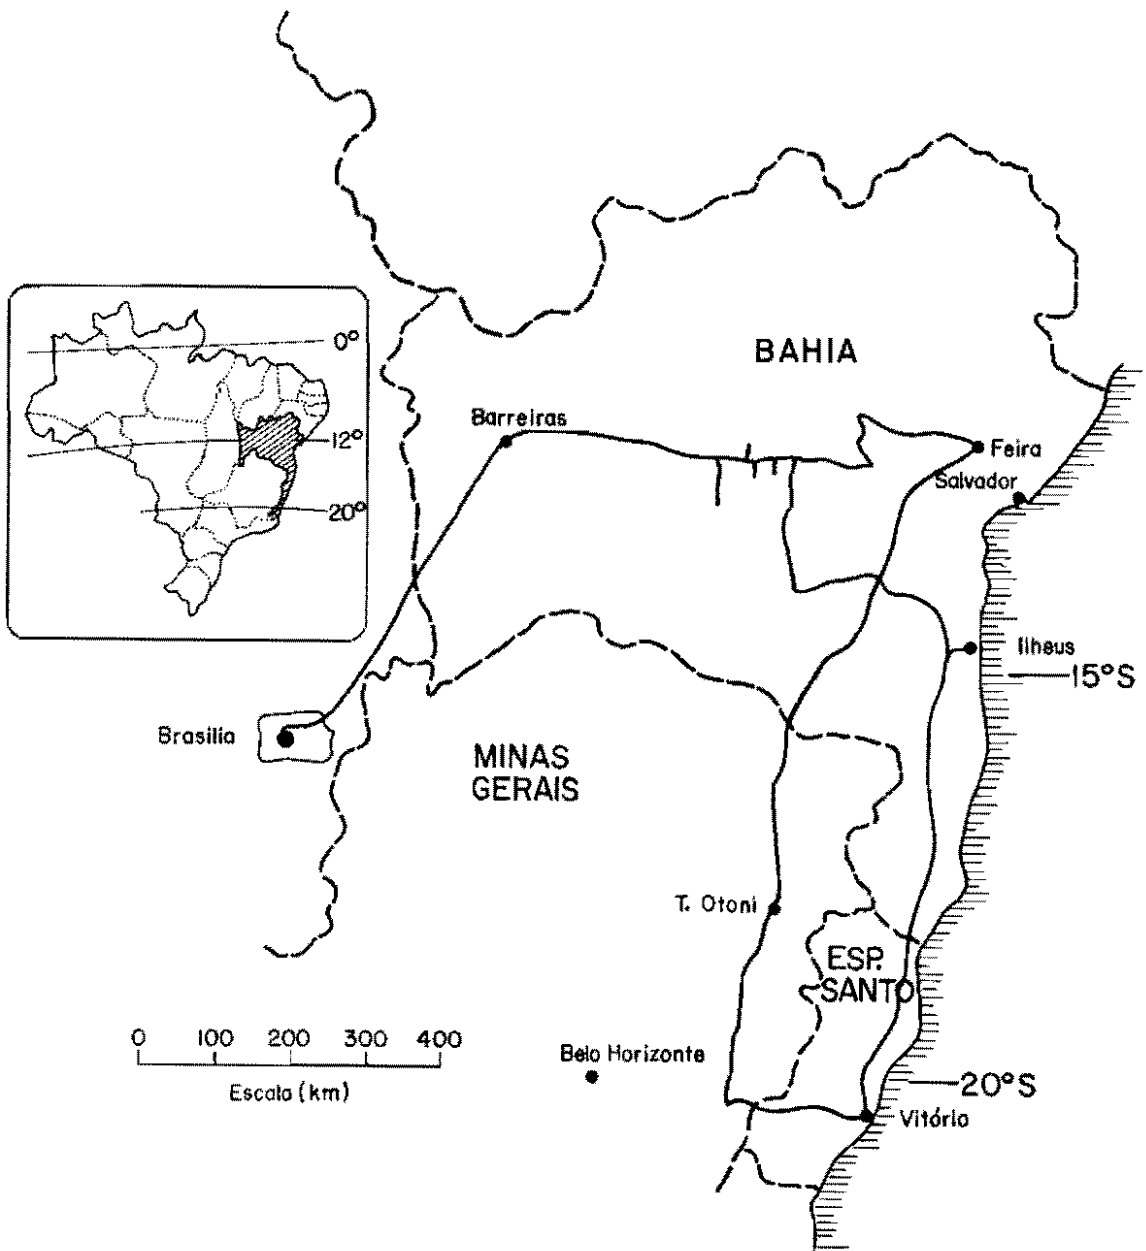 0°
12°
20°
BAHIA
Barreiras
Feira
Salvador
Ilheus
15°S
Brasilia
MINAS
GERAIS
T. Otoni
ESP.
SANTO
0 100 200 300 400
Escala (km)
Belo Horizonte
20°S
Vitória